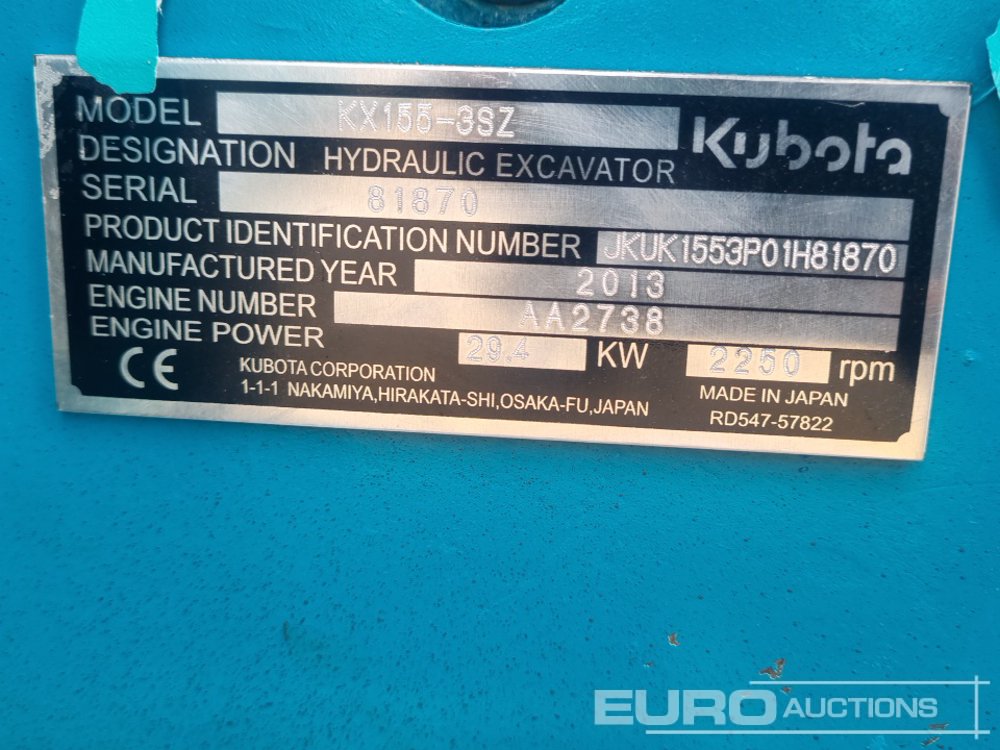 MODEL KX155-3SZ Kubota
DESIGNATION HYDRAULIC EXCAVATOR
SERIAL 81870
PRODUCT IDENTIFICATION NUMBER JKUK1553P01H81870
MANUFACTURED YEAR 2013
ENGINE NUMBER AA2738
ENGINE POWER 29.4 KW 2250 rpm
CE KUBOTA CORPORATION MADE IN JAPAN
1-1-1 NAKAMIYA,HIRAKATA-SHI,OSAKA-FU,JAPAN RD547-57822
EURO AUCTIONS